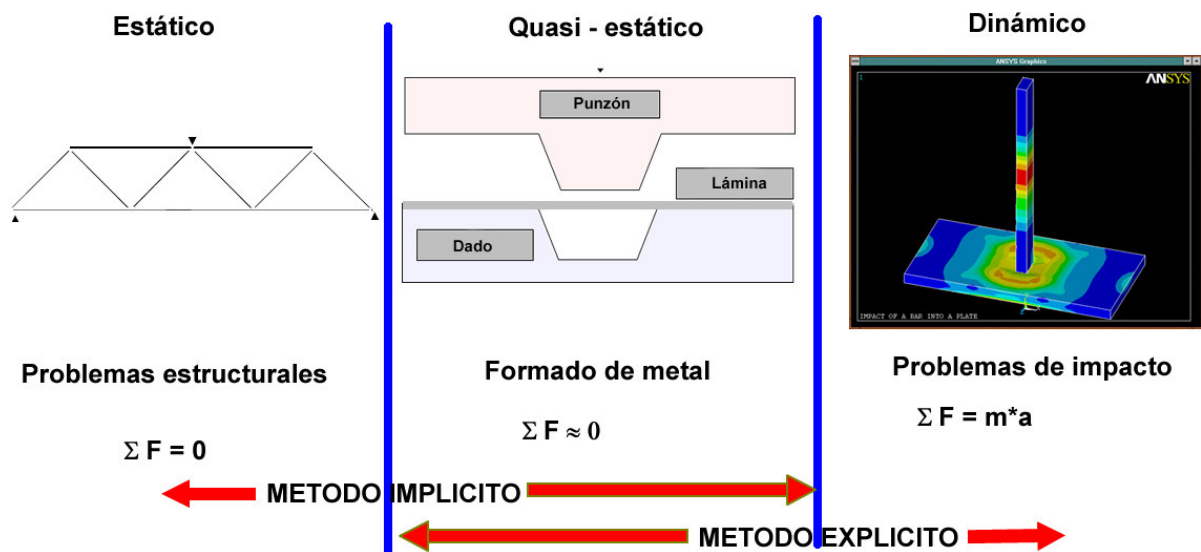 Estático
Problemas estructurales
Σ F = 0
Quasi - estático
Punzón
Lámina
Dado
Formado de metal
Σ F ≈ 0
Dinámico
ANSYS Graphics
1
ANSYS
IMPACT OF A BAR INTO A PLATE
Problemas de impacto
Σ F = m*a
METODO IMPLICITO
METODO EXPLICITO